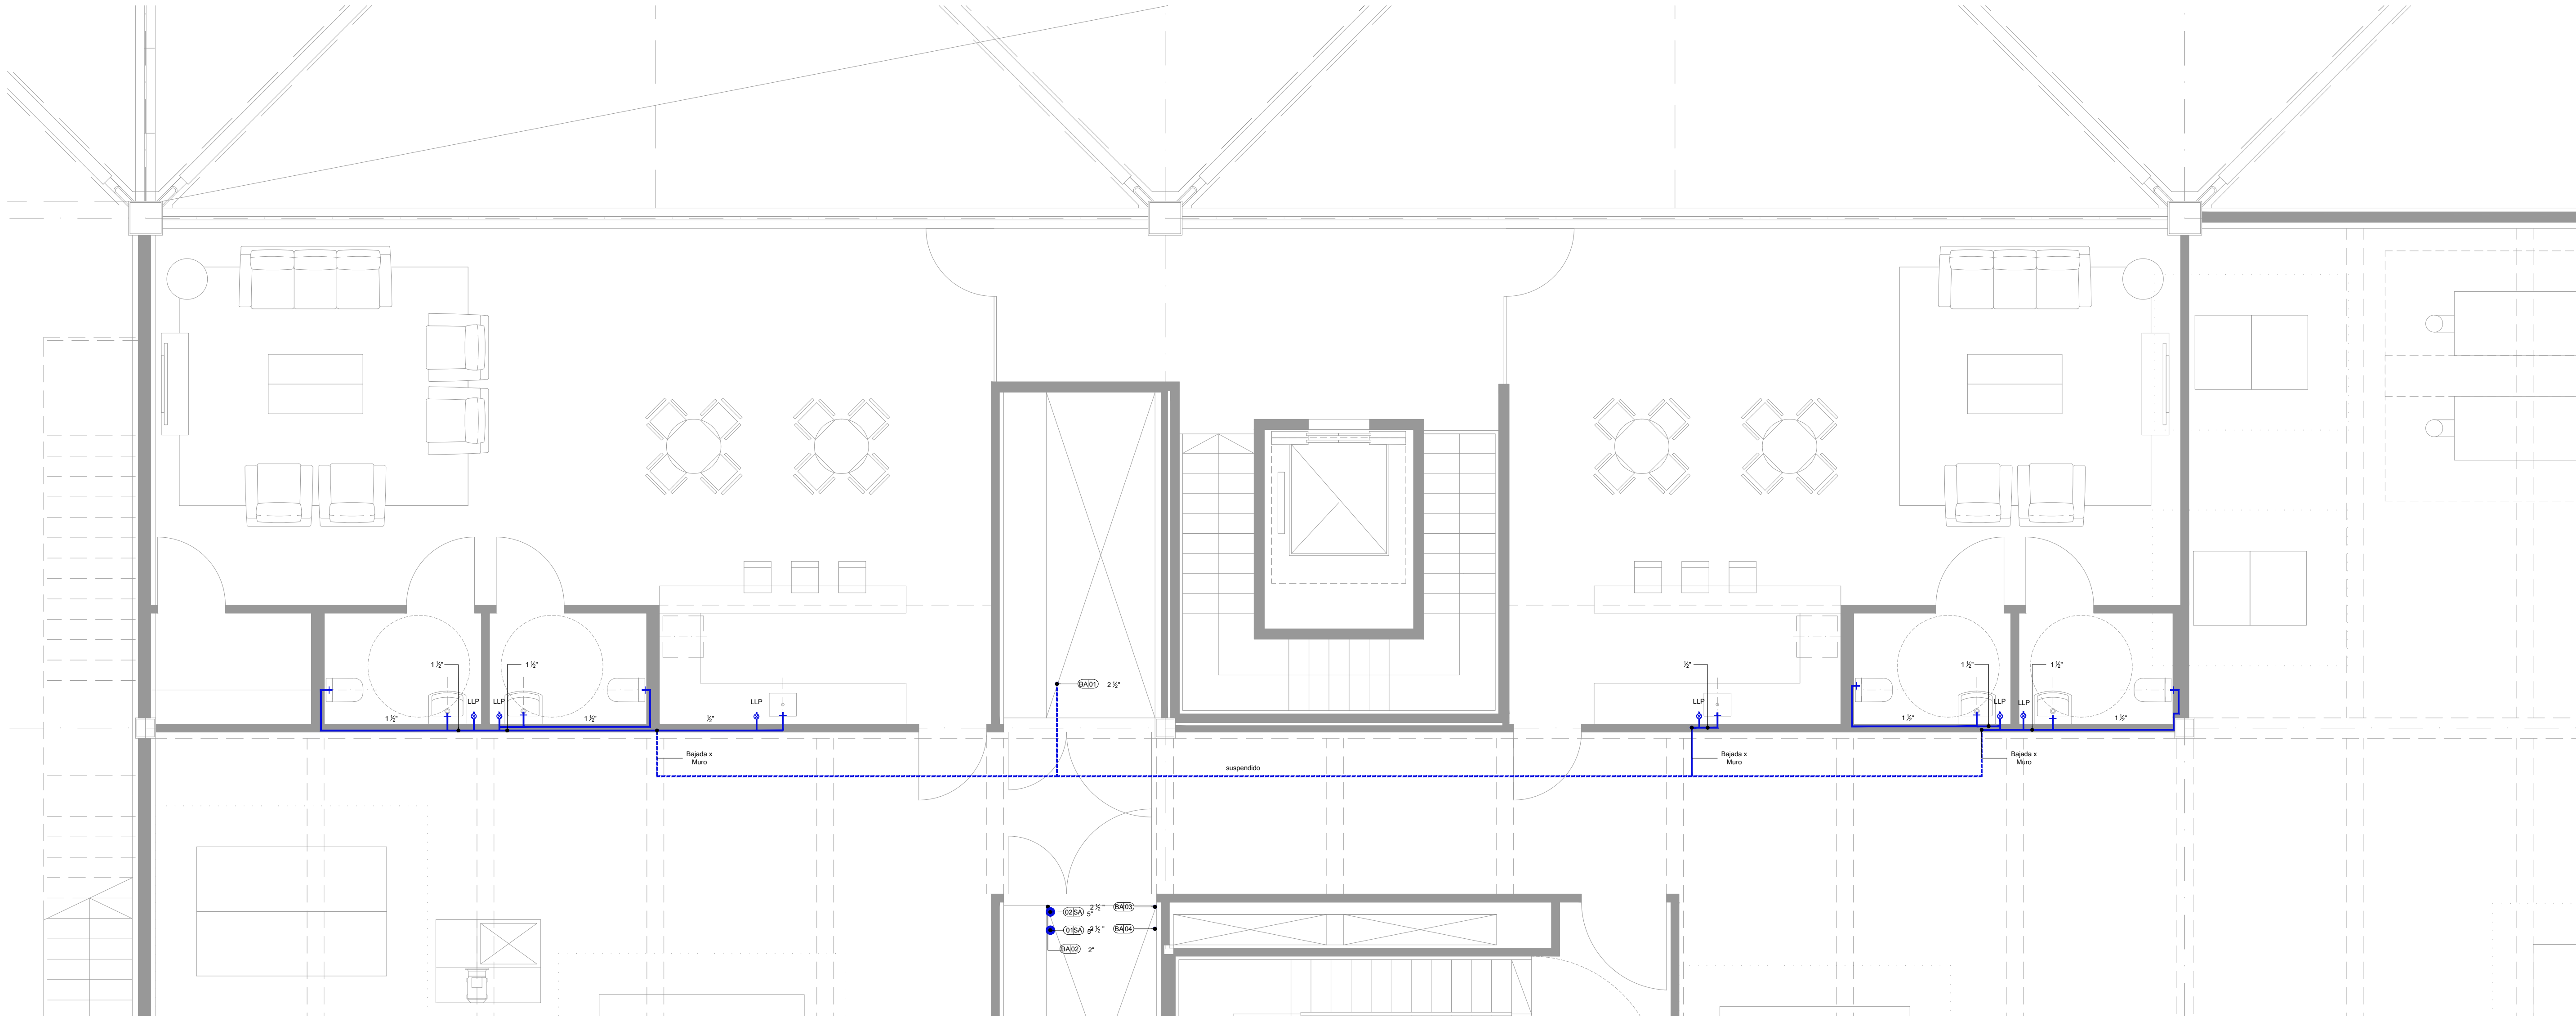 1 ½"
1 ½"
½"
1 ½"
1 ½"
BA 01
2 ½"
LLP
LLP
LLP
LLP
LLP
LLP
1 ½"
1 ½"
½"
1 ½"
1 ½"
Bajada x
Muro
suspendido
Bajada x
Muro
Bajada x
Muro
02 SA
5"
2 ½ "
BA 03
01 SA
5"
2 ½ "
BA 04
BA 02
2"